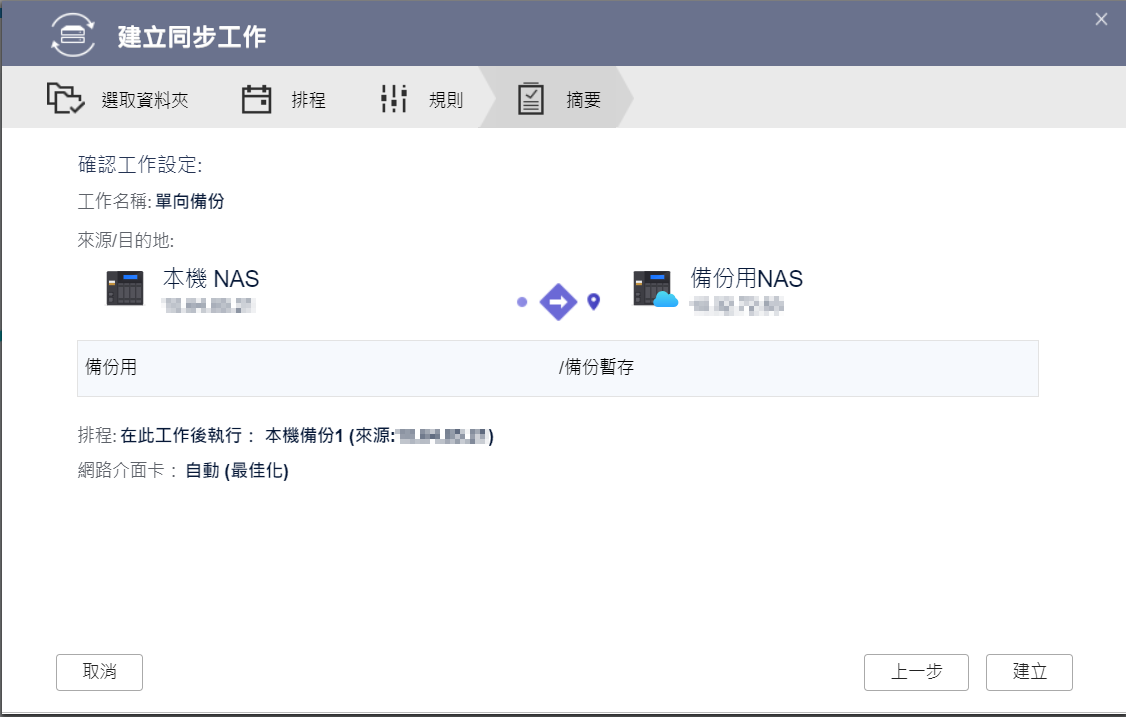 建立同步工作
選取資料夾
排程
規則
摘要
確認工作設定:
工作名稱: 單向備份
來源/目的地:
本機 NAS
備份用NAS
備份用
/備份暫存
排程: 在此工作後執行： 本機備份1 (來源: )
網路介面卡： 自動 (最佳化)
取消
上一步
建立